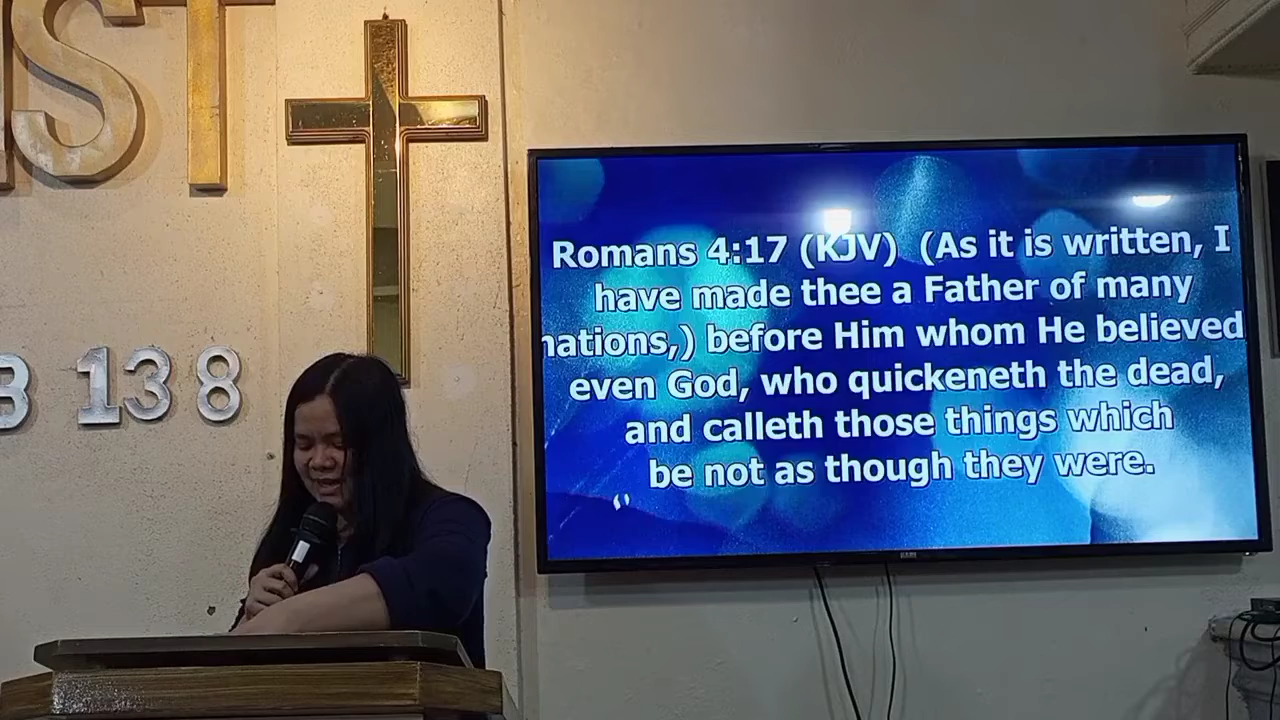 IST
3 138
Romans 4:17 (KJV) (As it is written, I
have made thee a Father of many
nations,) before Him whom He believed
even God, who quickeneth the dead,
and calleth those things which
be not as though they were.
"